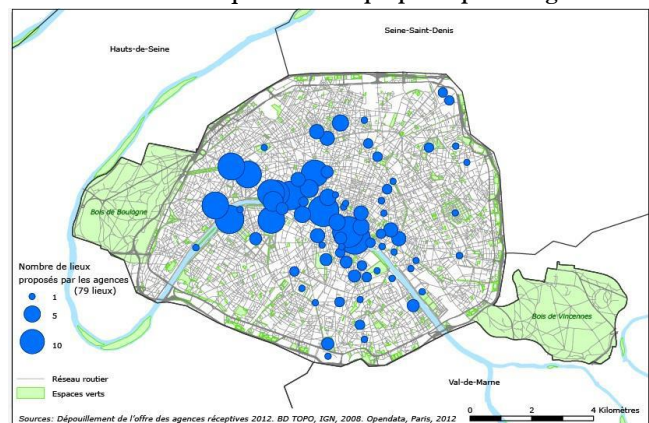 Seine-Saint-Denis
Hauts-de-Seine
Bois de Boulogne
Nombre de lieux
proposés par les agences
(79 lieux)
1
5
10
Bois de Vincennes
Réseau routier
Espaces verts
Val-de-Marne
0 2 4 Kilomètres
Sources: Dépouillement de l'offre des agences réceptives 2012. BD TOPO, IGN, 2008. Opendata, Paris, 2012